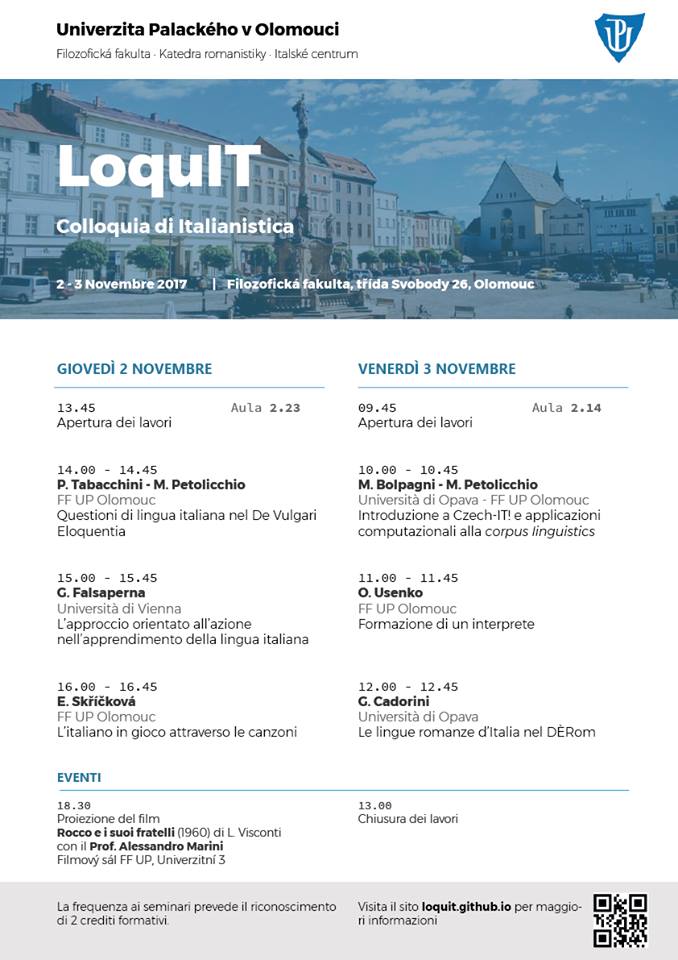 Univerzita Palackého v Olomouci
Filozofická fakulta · Katedra romanistiky · Italské centrum
LoquIT
Colloquia di Italianistica
2 - 3 Novembre 2017 | Filozofická fakulta, třída Svobody 26, Olomouc
GIOVEDÌ 2 NOVEMBRE
13.45 Aula 2.23
Apertura dei lavori
14.00 - 14.45
P. Tabacchini - M. Petolicchio
FF UP Olomouc
Questioni di lingua italiana nel De Vulgari
Eloquentia
15.00 - 15.45
G. Falsaperna
Università di Vienna
L'approccio orientato all'azione
nell'apprendimento della lingua italiana
16.00 - 16.45
E. Skříčková
FF UP Olomouc
L'italiano in gioco attraverso le canzoni
VENERDÌ 3 NOVEMBRE
09.45 Aula 2.14
Apertura dei lavori
10.00 - 10.45
M. Bolpagni - M. Petolicchio
Università di Opava - FF UP Olomouc
Introduzione a Czech-IT! e applicazioni
computazionali alla corpus linguistics
11.00 - 11.45
O. Usenko
FF UP Olomouc
Formazione di un interprete
12.00 - 12.45
G. Cadorini
Università di Opava
Le lingue romanze d'Italia nel DÈRom
EVENTI
18.30
Proiezione del film
Rocco e i suoi fratelli (1960) di L. Visconti
con il Prof. Alessandro Marini
Filmový sál FF UP, Univerzitní 3
13.00
Chiusura dei lavori
La frequenza ai seminari prevede il riconoscimento
di 2 crediti formativi.
Visita il sito loquit.github.io per maggio-
ri informazioni